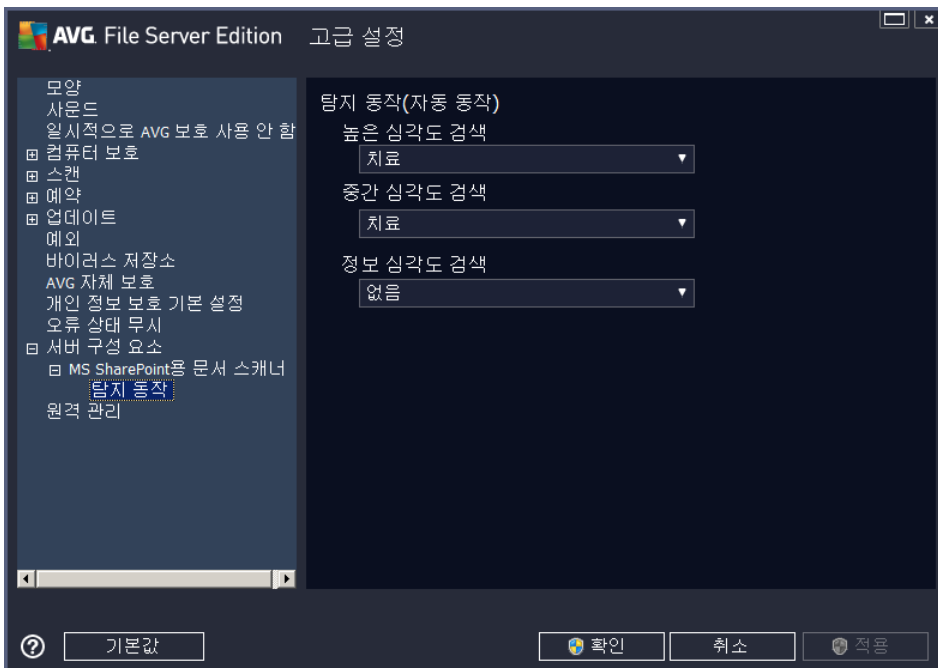 AVG. File Server Edition 고급 설정
모양
사운드
일시적으로 AVG 보호 사용 안 함
컴퓨터 보호
스캔
예약
업데이트
예외
바이러스 저장소
AVG 자체 보호
개인 정보 보호 기본 설정
오류 상태 무시
서버 구성 요소
MS SharePoint용 문서 스캐너
탐지 동작
원격 관리
탐지 동작(자동 동작)
높은 심각도 검색
치료
중간 심각도 검색
치료
정보 심각도 검색
없음
기본값
확인
취소
적용